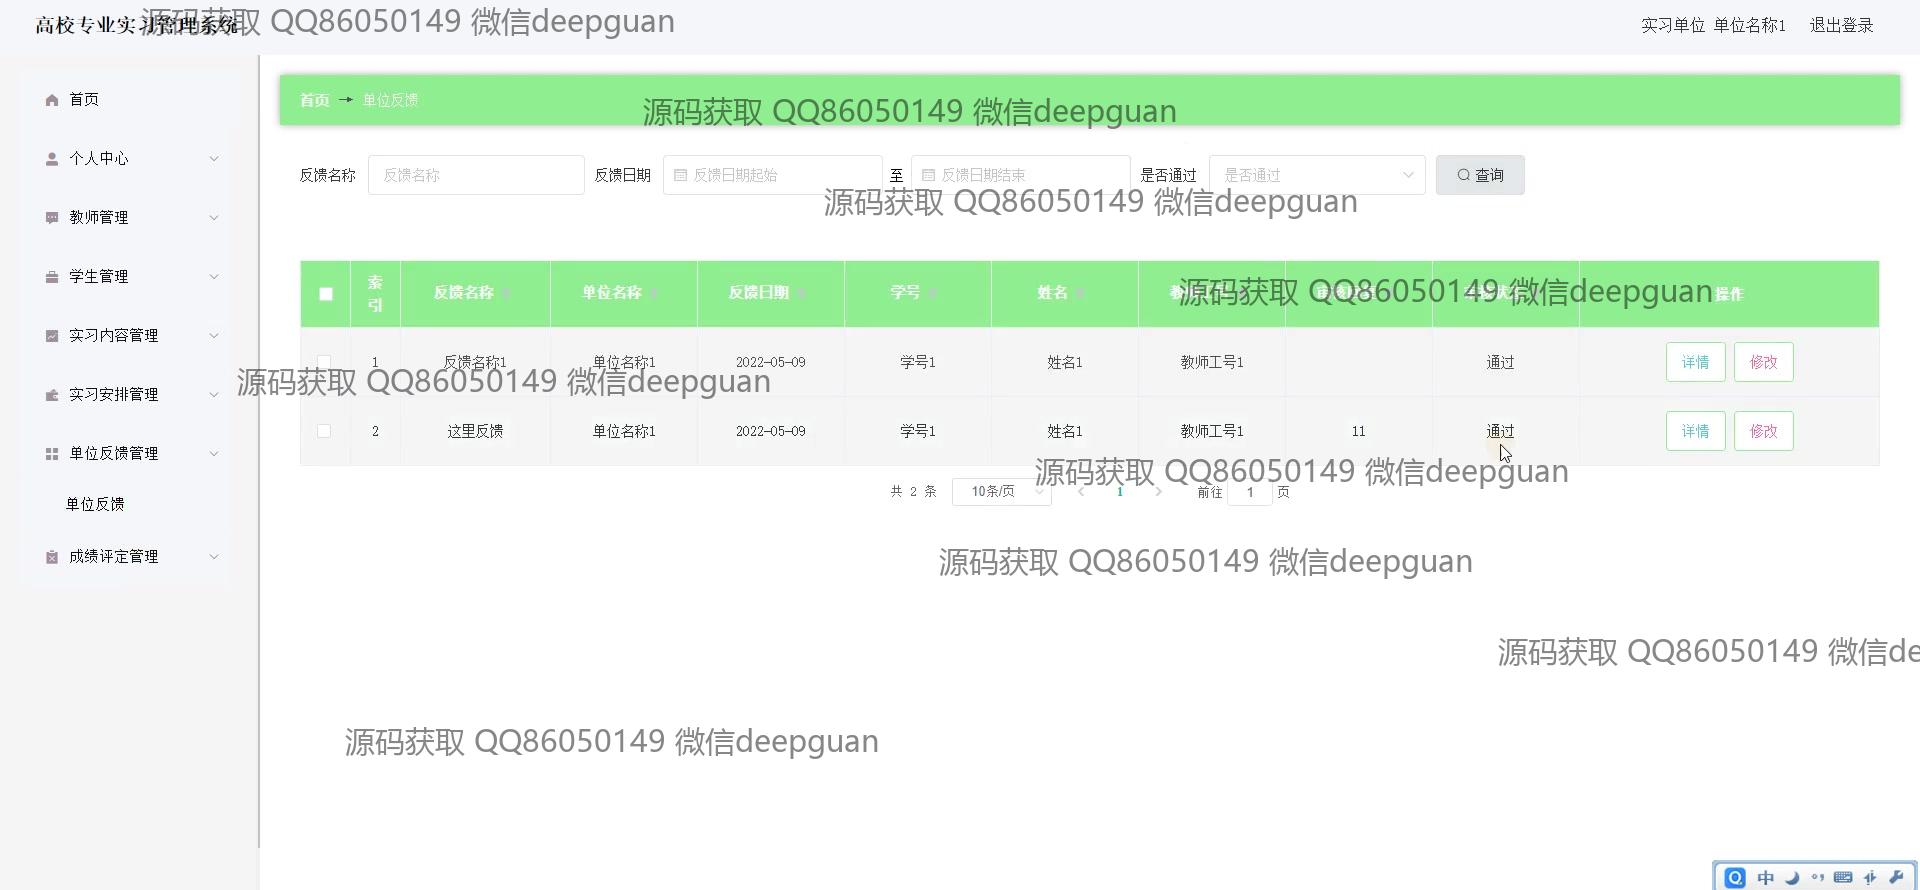 高校专业实习管理系统
源码获取 QQ86050149 微信deepguan
实习单位 单位名称1 退出登录
首页
个人中心
教师管理
学生管理
实习内容管理
实习安排管理
单位反馈管理
单位反馈
成绩评定管理
首页 → 单位反馈
源码获取 QQ86050149 微信deepguan
反馈名称 反馈名称 反馈日期 反馈日期起始 至 反馈日期结束 是否通过 是否通过 查询
源码获取 QQ86050149 微信deepguan
索引 反馈名称 单位名称 反馈日期 学号 姓名 操作
源码获取 QQ86050149 微信deepguan
1 反馈名称1 单位名称1 2022-05-09 学号1 姓名1 教师工号1 通过 详情 修改
源码获取 QQ86050149 微信deepguan
2 这里反馈 单位名称1 2022-05-09 学号1 姓名1 教师工号1 11 通过 详情 修改
源码获取 QQ86050149 微信deepguan
共 2 条 10条/页 1 前往 1 页
源码获取 QQ86050149 微信deepguan
源码获取 QQ86050149 微信de
源码获取 QQ86050149 微信deepguan
中